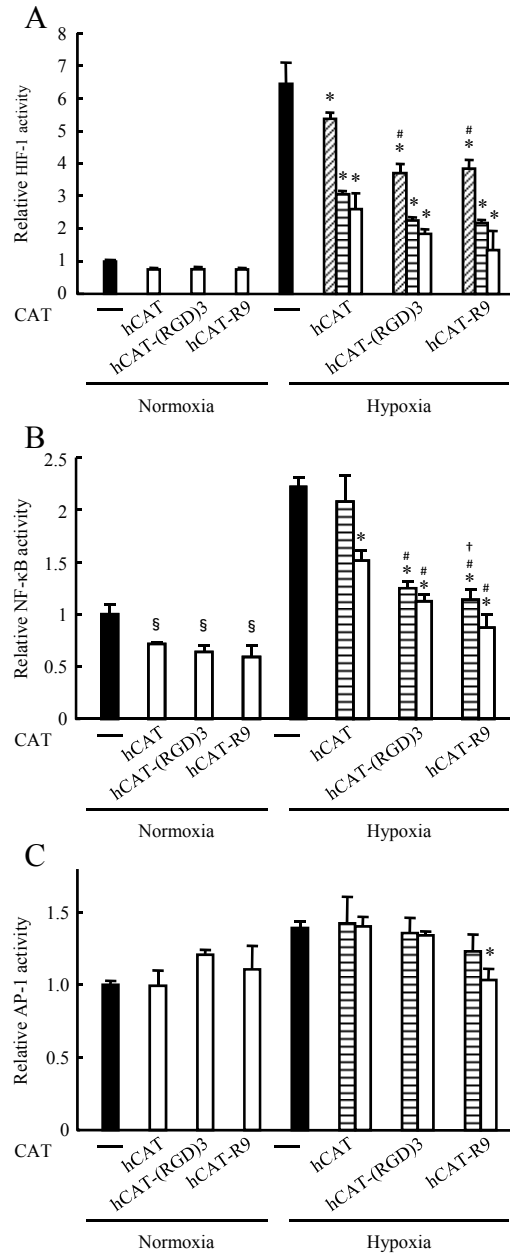 A
Relative HIF-1 activity
8
7
6
5
4
3
2
1
0
*
* *
#
*
* *
#
*
* *
CAT
— hCAT hCAT-(RGD)3 hCAT-R9 — hCAT hCAT-(RGD)3 hCAT-R9
Normoxia Hypoxia
B
Relative NF-κB activity
2.5
2
1.5
1
0.5
0
§ § §
*
# #
* *
†
# #
* *
CAT
— hCAT hCAT-(RGD)3 hCAT-R9 — hCAT hCAT-(RGD)3 hCAT-R9
Normoxia Hypoxia
C
Relative AP-1 activity
1.5
1.0
0.5
0
*
CAT
— hCAT hCAT-(RGD)3 hCAT-R9 — hCAT hCAT-(RGD)3 hCAT-R9
Normoxia Hypoxia